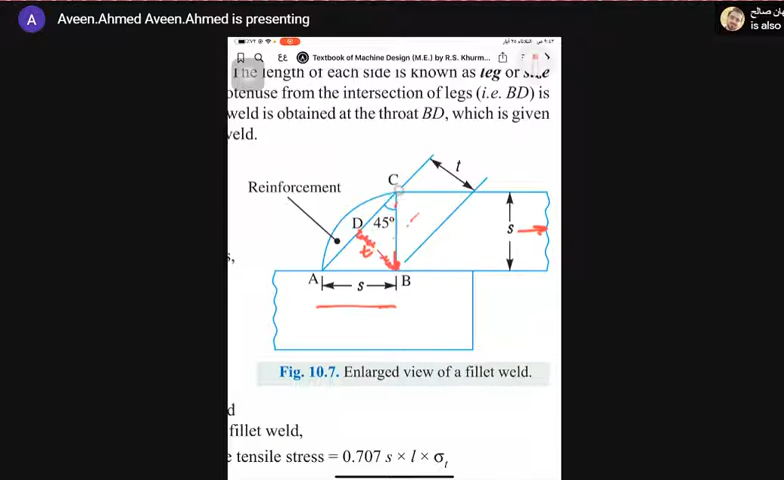 A Aveen.Ahmed Aveen.Ahmed is presenting
صالح
is also
Textbook of Machine Design (M.E.) by R.S. Khurm...
The length of each side is known as leg or
otenuse from the intersection of legs (i.e. BD) is
weld is obtained at the throat BD, which is given
veld.
C
t
Reinforcement
D
45°
s
t
s,
A
s
B
Fig. 10.7. Enlarged view of a fillet weld.
d
fillet weld,
e tensile stress = 0.707 s × l × σt